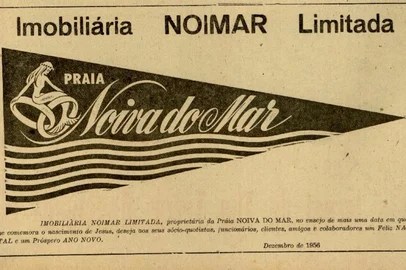 Imobiliária NOIMAR Limitada
PRAIA
Noiva do Mar
IMOBILIÁRIA NOIMAR LIMITADA, proprietária da Práia NOIVA DO MAR, no ensejo de mais uma data em que
se comemora o nascimento de Jesus, deseja aos seus sócio-quotistas, funcionários, clientes, amigos e colaboradores um Feliz NA-
TAL e um Próspero ANO NOVO.
Dezembro de 1956